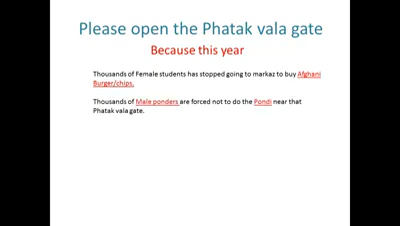 Please open the Phatak vala gate
Because this year
Thousands of Female students has stopped going to markaz to buy Afghani
Burger/chips.
Thousands of Male ponders are forced not to do the Pondi near that
Phatak vala gate.